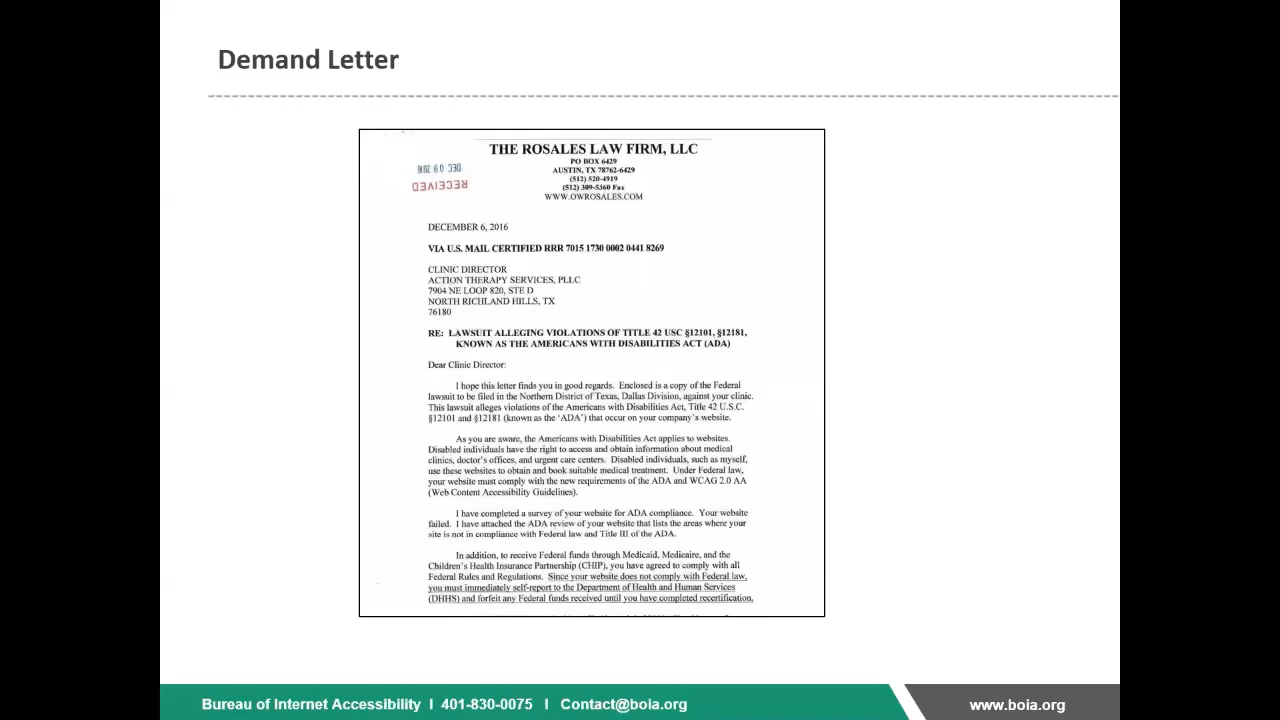 Demand Letter
THE ROSALES LAW FIRM, LLC
PO BOX 6429
AUSTIN, TX 78762-6429
(512) 520-4919
(512) 309-5360 Fax
WWW.OWROSALES.COM
DEC 09 2016
RECEIVED
DECEMBER 6, 2016
VIA U.S. MAIL CERTIFIED RRR 7015 1730 0002 0441 8269
CLINIC DIRECTOR
ACTION THERAPY SERVICES, PLLC
7904 NE LOOP 820, STE D
NORTH RICHLAND HILLS, TX
76180
RE: LAWSUIT ALLEGING VIOLATIONS OF TITLE 42 USC §12101, §12181,
KNOWN AS THE AMERICANS WITH DISABILITIES ACT (ADA)
Dear Clinic Director:
I hope this letter finds you in good regards. Enclosed is a copy of the Federal
lawsuit to be filed in the Northern District of Texas, Dallas Division, against your clinic.
This lawsuit alleges violations of the Americans with Disabilities Act, Title 42 U.S.C.
§12101 and §12181 (known as the 'ADA') that occur on your company's website.
As you are aware, the Americans with Disabilities Act applies to websites.
Disabled individuals have the right to access and obtain information about medical
clinics, doctor's offices, and urgent care centers. Disabled individuals, such as myself,
use these websites to obtain and book suitable medical treatment. Under Federal law,
your website must comply with the new requirements of the ADA and WCAG 2.0 AA
(Web Content Accessibility Guidelines).
I have completed a survey of your website for ADA compliance. Your website
failed. I have attached the ADA review of your website that lists the areas where your
site is not in compliance with Federal law and Title III of the ADA.
In addition, to receive Federal funds through Medicaid, Medicaire, and the
Children's Health Insurance Partnership (CHIP), you have agreed to comply with all
Federal Rules and Regulations. Since your website does not comply with Federal law,
you must immediately self-report to the Department of Health and Human Services
(DHHS) and forfeit any Federal funds received until you have completed recertification.
Bureau of Internet Accessibility I 401-830-0075 I Contact@boia.org
www.boia.org